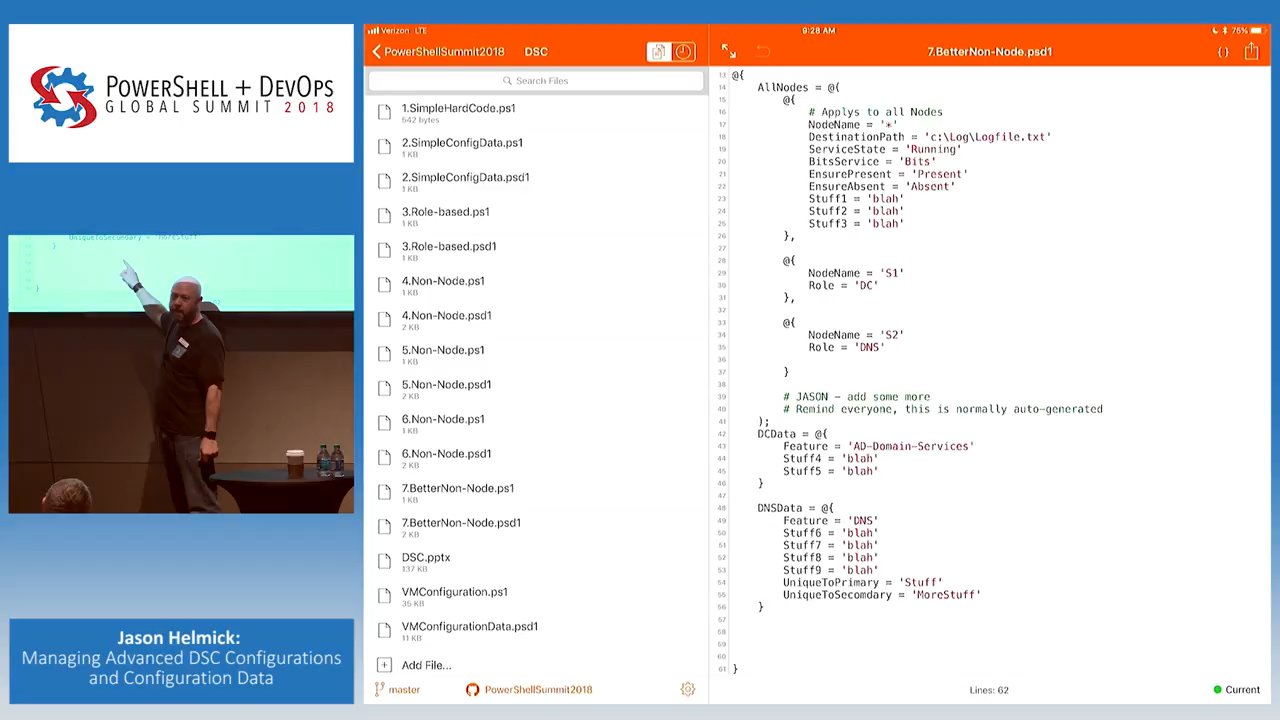 POWERSHELL + DEVOPS
GLOBAL SUMMIT 2018
Jason Helmick:
Managing Advanced DSC Configurations
and Configuration Data
Verizon LTE
PowerShellSummit2018
DSC
Search Files
1.SimpleHardCode.ps1
542 bytes
2.SimpleConfigData.ps1
1 KB
2.SimpleConfigData.psd1
1 KB
3.Role-based.ps1
1 KB
3.Role-based.psd1
1 KB
4.Non-Node.ps1
1 KB
4.Non-Node.psd1
2 KB
5.Non-Node.ps1
1 KB
5.Non-Node.psd1
2 KB
6.Non-Node.ps1
1 KB
6.Non-Node.psd1
2 KB
7.BetterNon-Node.ps1
1 KB
7.BetterNon-Node.psd1
2 KB
DSC.pptx
137 KB
VMConfiguration.ps1
35 KB
VMConfigurationData.psd1
11 KB
Add File...
master
PowerShellSummit2018
9:28 AM
76%
7.BetterNon-Node.psd1
{ }
13 @{
14 AllNodes = @(
15 @{
16 # Applys to all Nodes
17 NodeName = '*'
18 DestinationPath = 'c:\Log\Logfile.txt'
19 ServiceState = 'Running'
20 BitsService = 'Bits'
21 EnsurePresent = 'Present'
22 EnsureAbsent = 'Absent'
23 Stuff1 = 'blah'
24 Stuff2 = 'blah'
25 Stuff3 = 'blah'
26 },
27
28 @{
29 NodeName = 'S1'
30 Role = 'DC'
31 },
32
33 @{
34 NodeName = 'S2'
35 Role = 'DNS'
36
37 }
38
39 # JASON - add some more
40 # Remind everyone, this is normally auto-generated
41 );
42 DCData = @{
43 Feature = 'AD-Domain-Services'
44 Stuff4 = 'blah'
45 Stuff5 = 'blah'
46 }
47
48 DNSData = @{
49 Feature = 'DNS'
50 Stuff6 = 'blah'
51 Stuff7 = 'blah'
52 Stuff8 = 'blah'
53 Stuff9 = 'blah'
54 UniqueToPrimary = 'Stuff'
55 UniqueToSecomdary = 'MoreStuff'
56 }
57
58
59
60
61 }
Lines: 62
Current